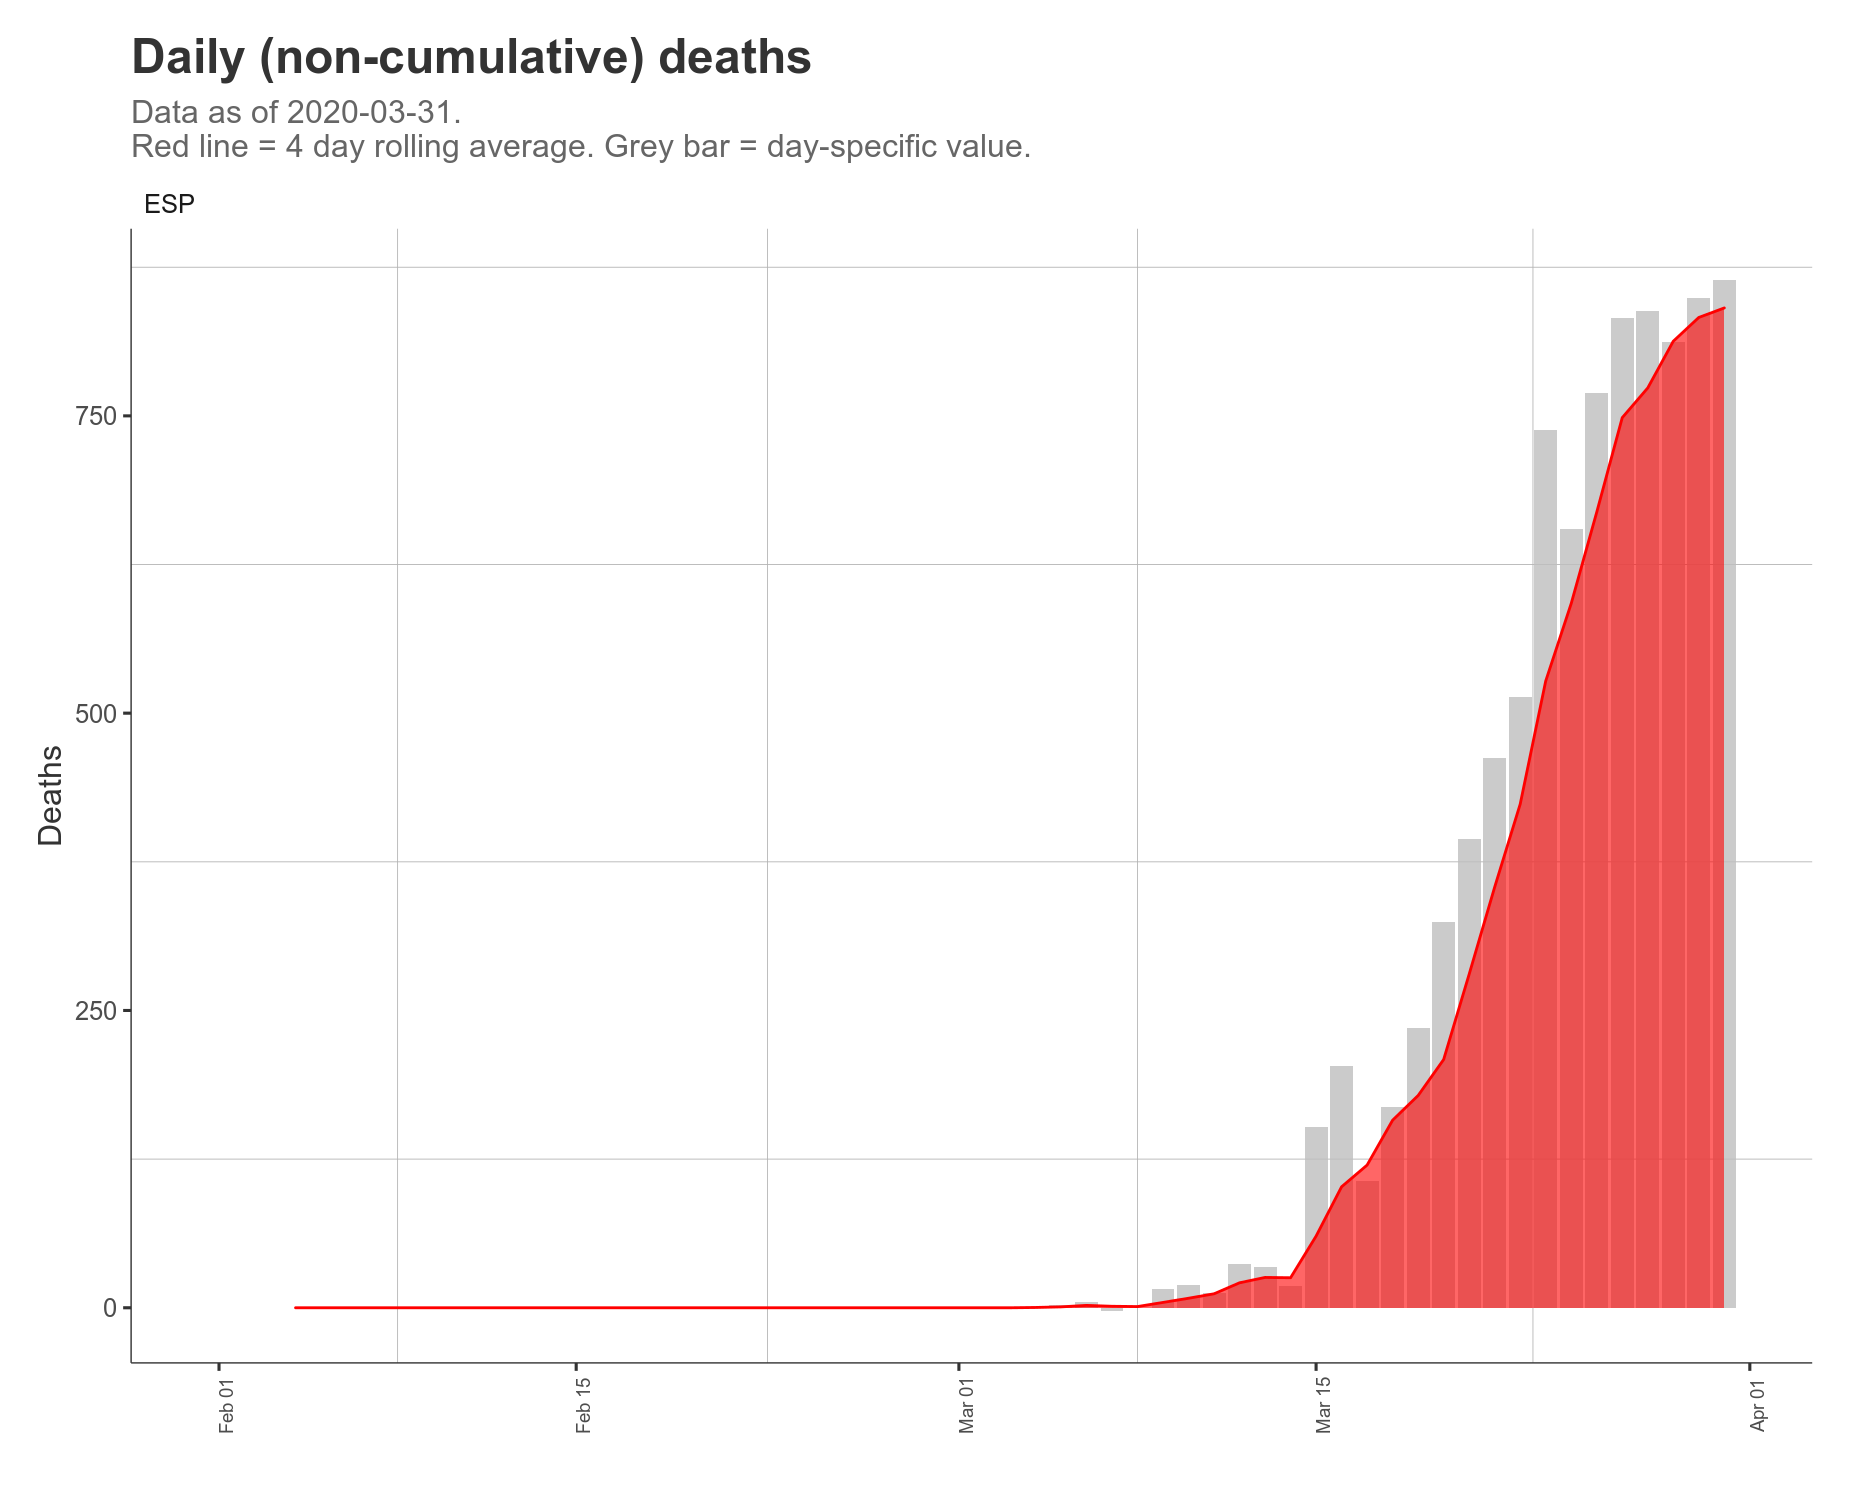 Daily (non-cumulative) deaths
Data as of 2020-03-31.
Red line = 4 day rolling average. Grey bar = day-specific value.
ESP
750
500
250
0
Deaths
Feb 01
Feb 15
Mar 01
Mar 15
Apr 01